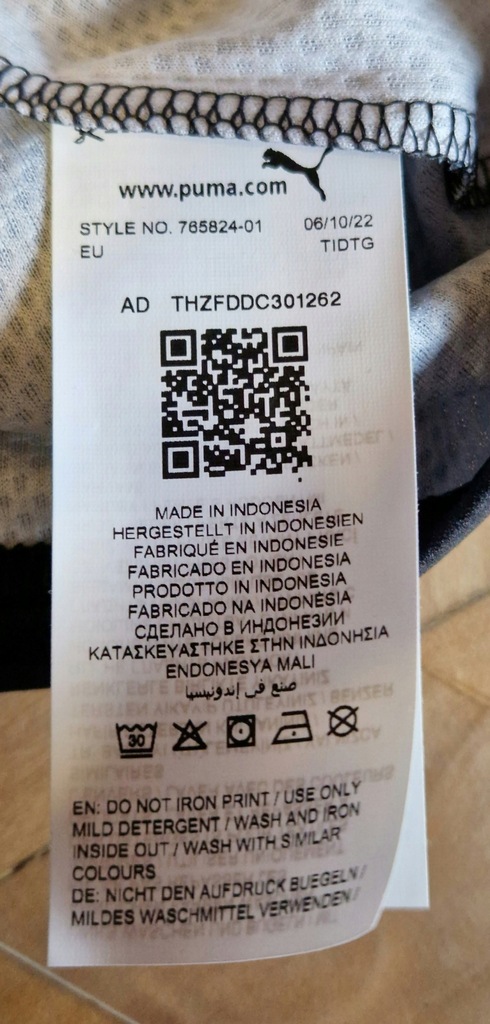 www.puma.com
STYLE NO. 765824-01 06/10/22
EU TIDTG
AD THZFDDC301262
MADE IN INDONESIA
HERGESTELLT IN INDONESIEN
FABRIQUÉ EN INDONESIE
FABRICADO EN INDONESIA
PRODOTTO IN INDONESIA
FABRICADO NA INDONÉSIA
СДЕЛАНО В ИНДОНЕЗИИ
ΚΑΤΑΣΚΕΥΑΣΤΗΚΕ ΣΤΗΝ ΙΝΔΟΝΗΣΙΑ
ENDONESYA MALI
صنع في إندونيسيا
30
EN: DO NOT IRON PRINT / USE ONLY
MILD DETERGENT / WASH AND IRON
INSIDE OUT / WASH WITH SIMILAR
COLOURS
DE: NICHT DEN AUFDRUCK BUEGELN /
MILDES WASCHMITTEL VERWENDEN /